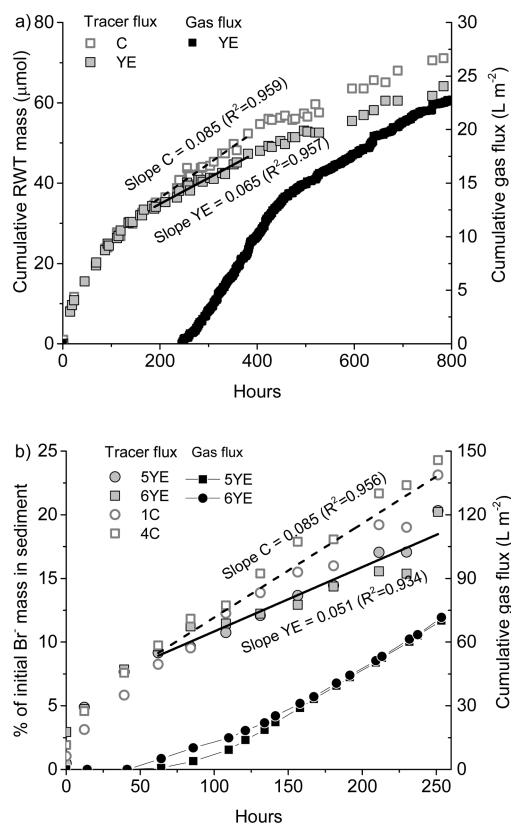 a)
Tracer flux Gas flux
C YE
YE
Slope C = 0.085 (R²=0.959)
Slope YE = 0.065 (R²=0.957)
Cumulative RWT mass (μmol)
80
60
40
20
0
Cumulative gas flux (L m⁻²)
30
25
20
15
10
5
0
0 200 400 600 800
Hours
b)
Tracer flux Gas flux
5YE 5YE
6YE 6YE
1C
4C
Slope C = 0.085 (R²=0.956)
Slope YE = 0.051 (R²=0.934)
% of initial Br⁻ mass in sediment
25
20
15
10
5
0
Cumulative gas flux (L m⁻²)
150
120
90
60
30
0
0 50 100 150 200 250
Hours